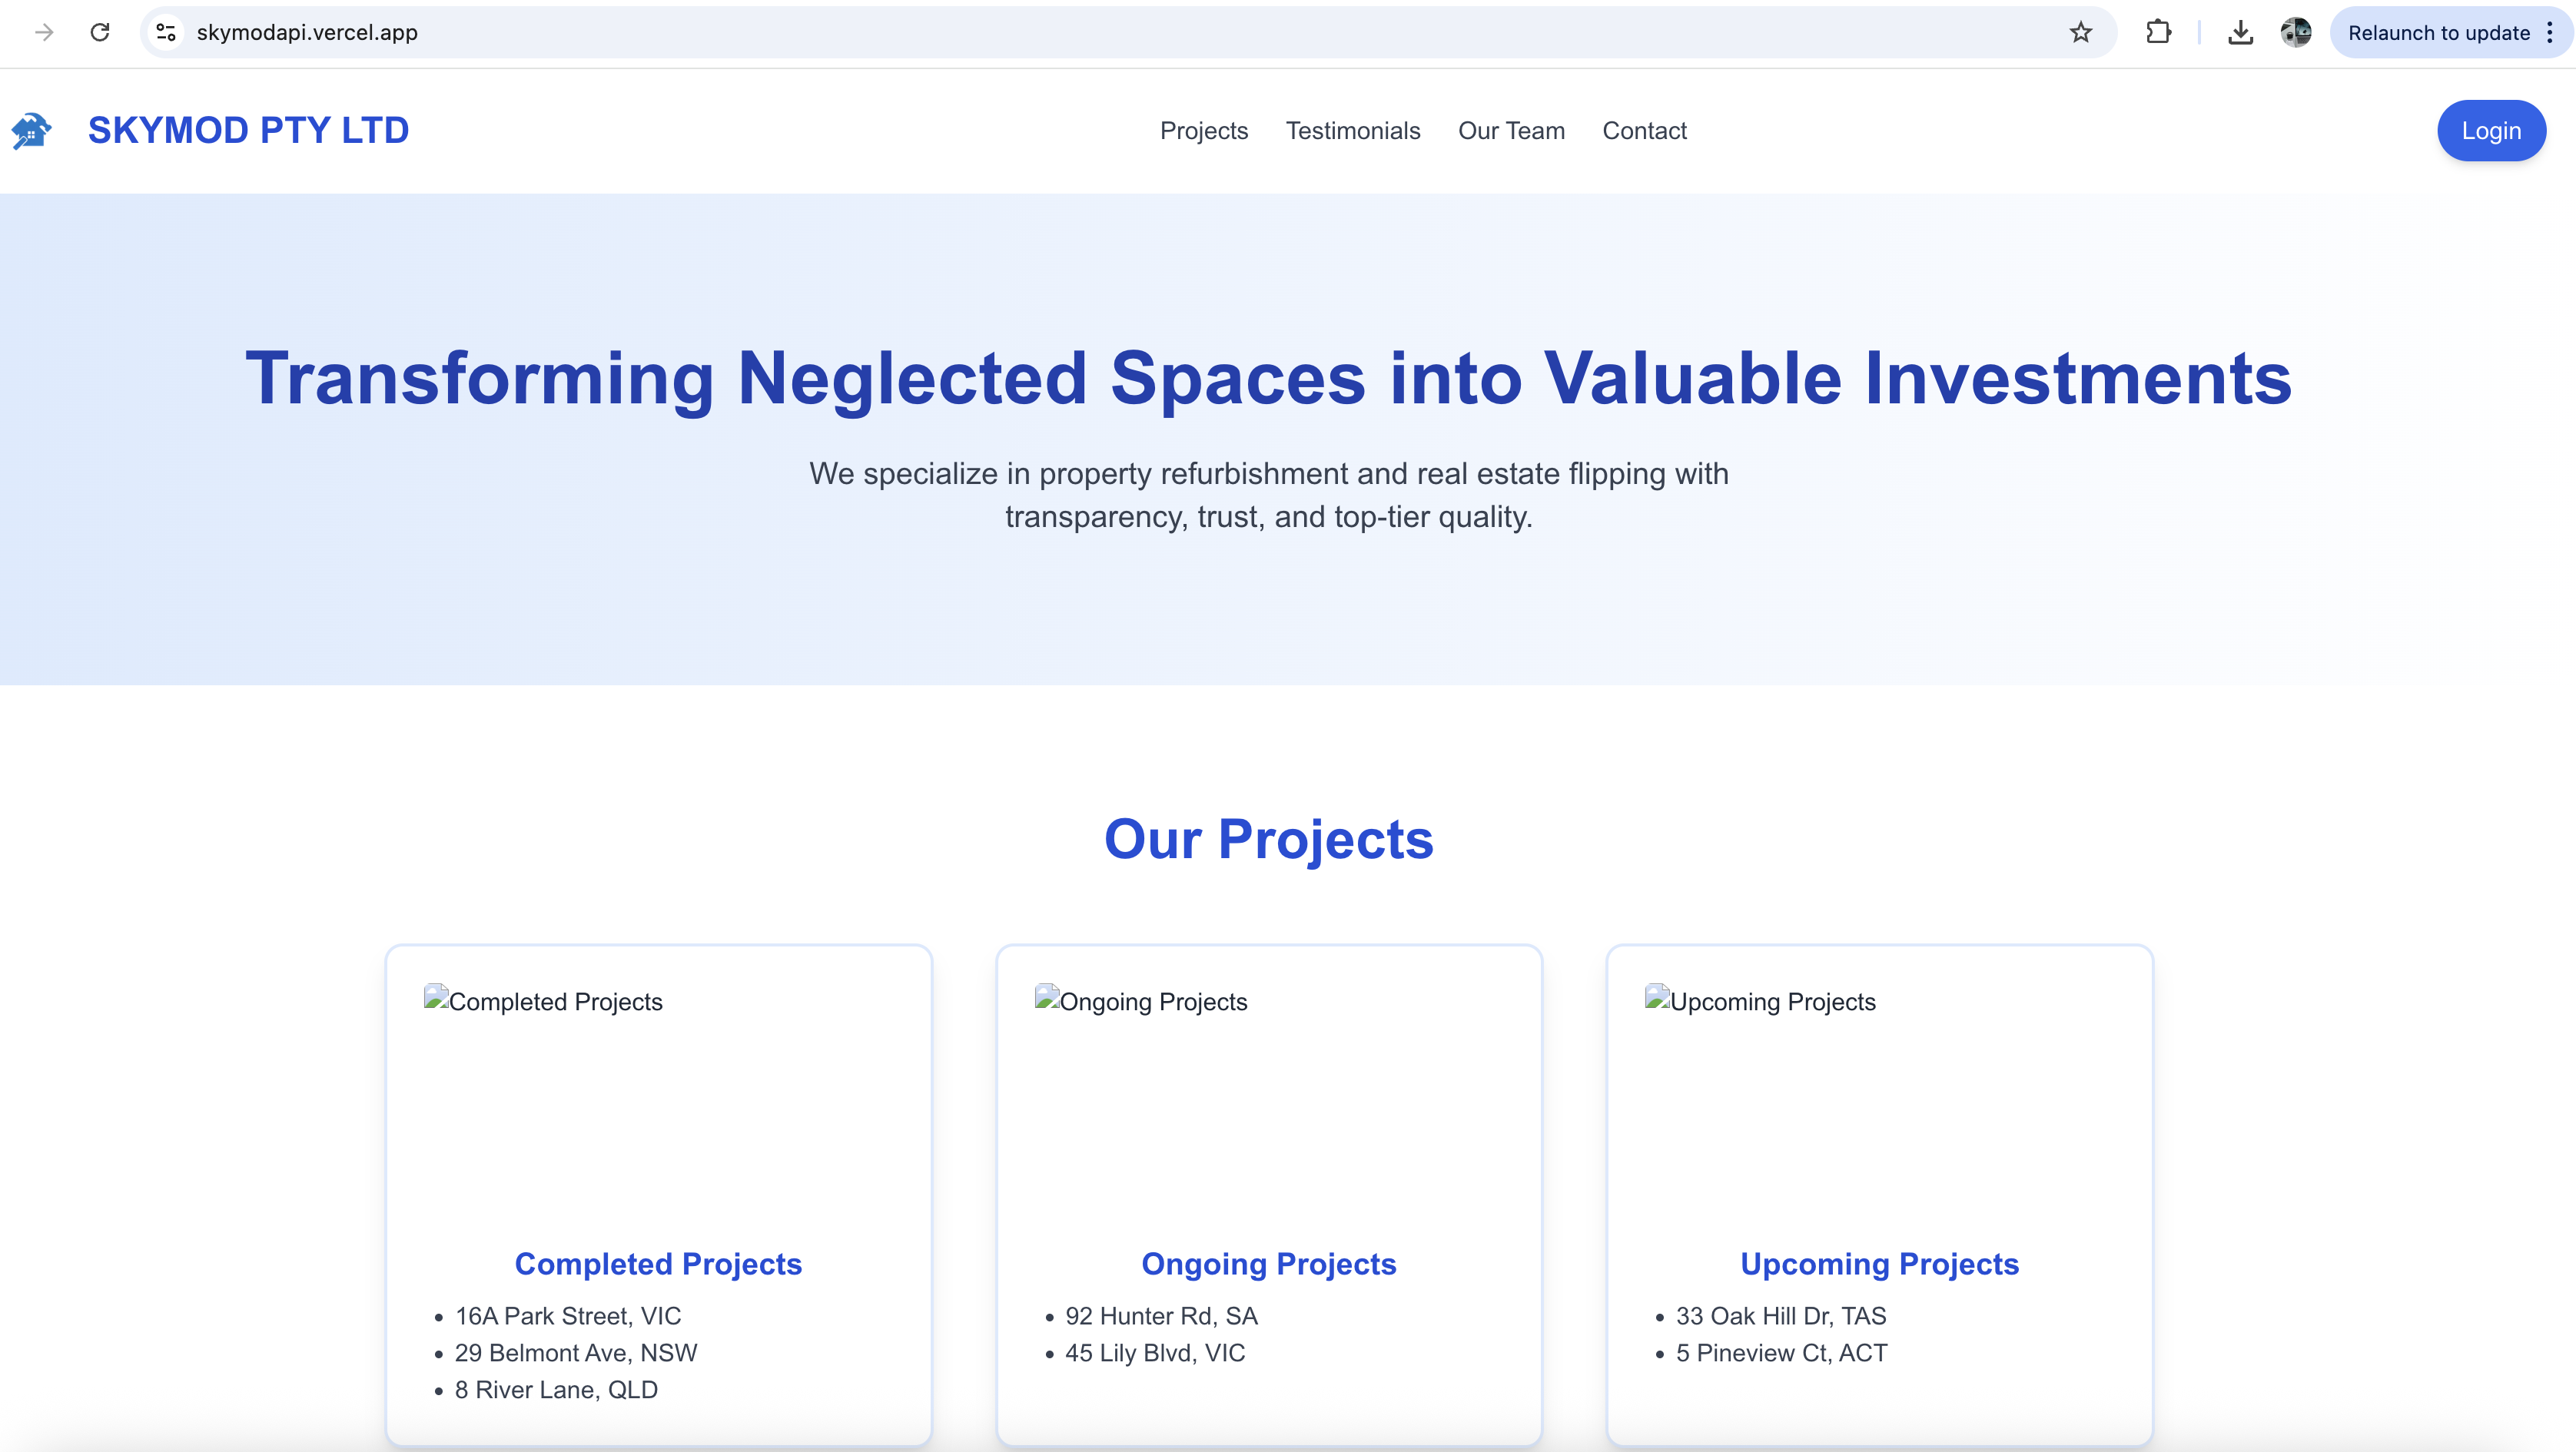 skymodapi.vercel.app
Relaunch to update
SKYMOD PTY LTD
Projects
Testimonials
Our Team
Contact
Login
Transforming Neglected Spaces into Valuable Investments
We specialize in property refurbishment and real estate flipping with
transparency, trust, and top-tier quality.
Our Projects
Completed Projects
Completed Projects
• 16A Park Street, VIC
• 29 Belmont Ave, NSW
• 8 River Lane, QLD
Ongoing Projects
Ongoing Projects
• 92 Hunter Rd, SA
• 45 Lily Blvd, VIC
Upcoming Projects
Upcoming Projects
• 33 Oak Hill Dr, TAS
• 5 Pineview Ct, ACT